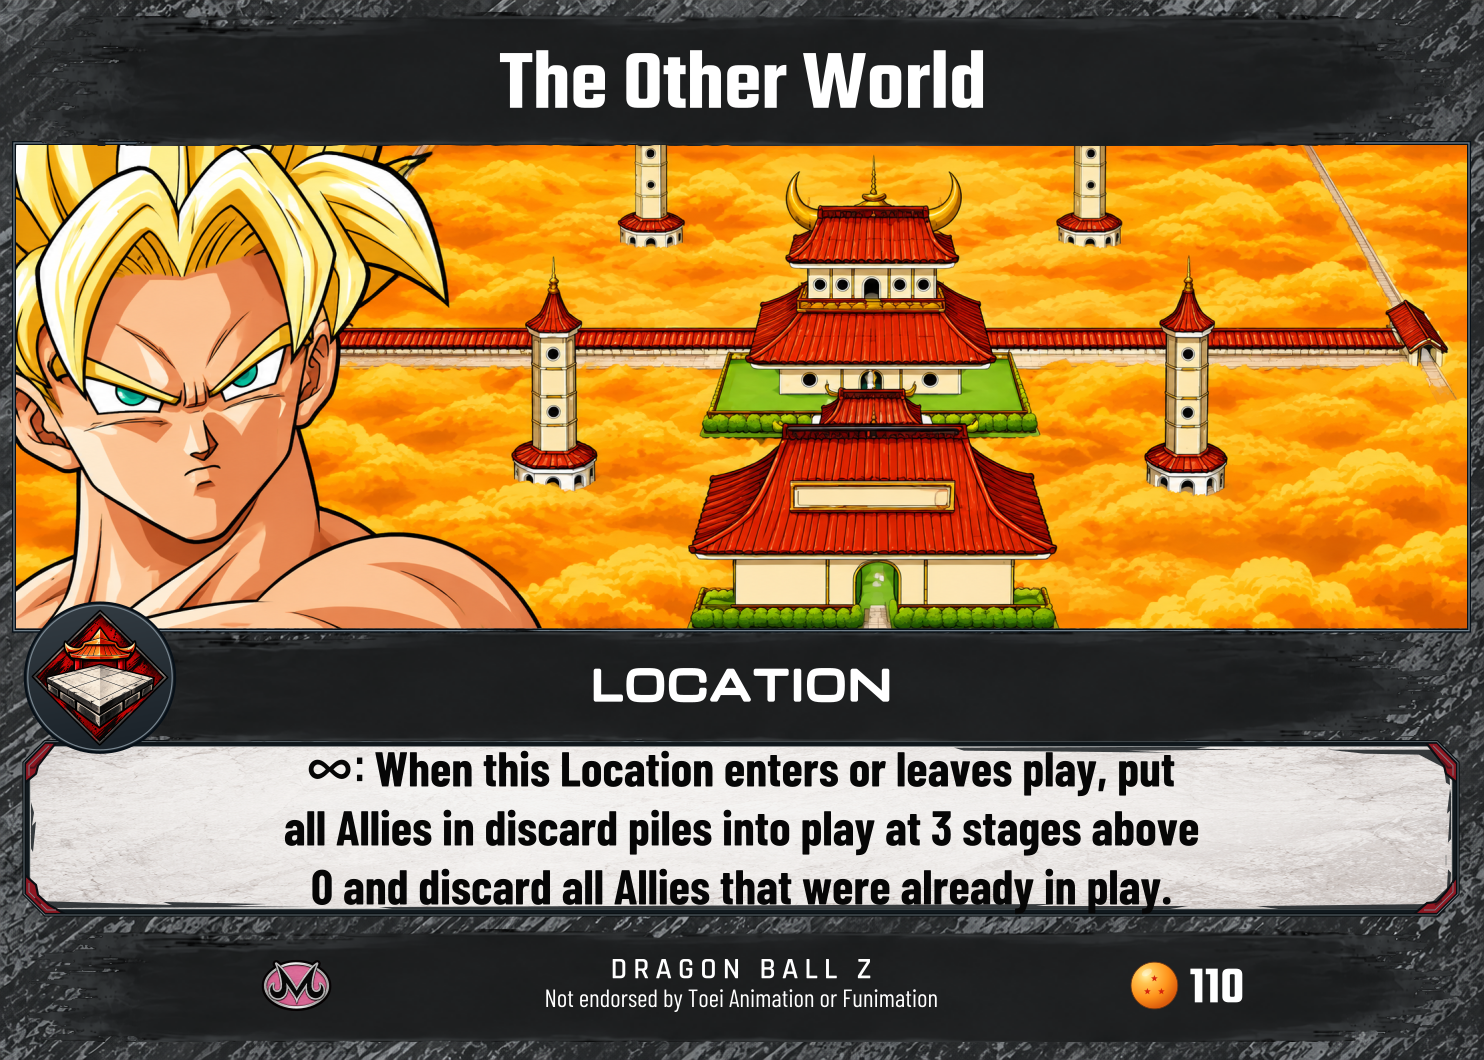 The Other World
LOCATION
∞: When this Location enters or leaves play, put
all Allies in discard piles into play at 3 stages above
0 and discard all Allies that were already in play.
DRAGON BALL Z
Not endorsed by Toei Animation or Funimation
110